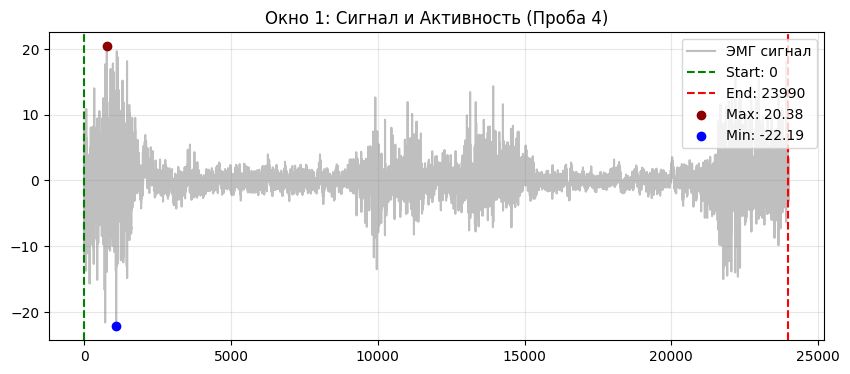 Окно 1: Сигнал и Активность (Проба 4)
ЭМГ сигнал
Start: 0
End: 23990
Max: 20.38
Min: -22.19
20
10
0
−10
−20
0
5000
10000
15000
20000
25000